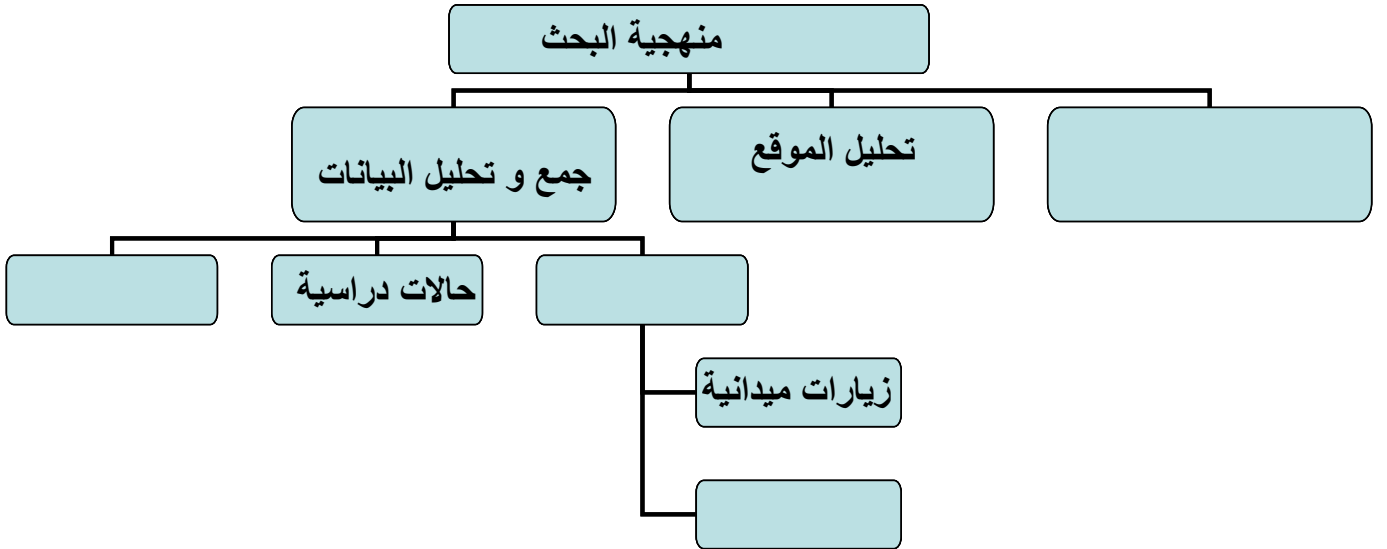 منهجية البحث
تحليل الموقع
جمع و تحليل البيانات
حالات دراسية
زيارات ميدانية